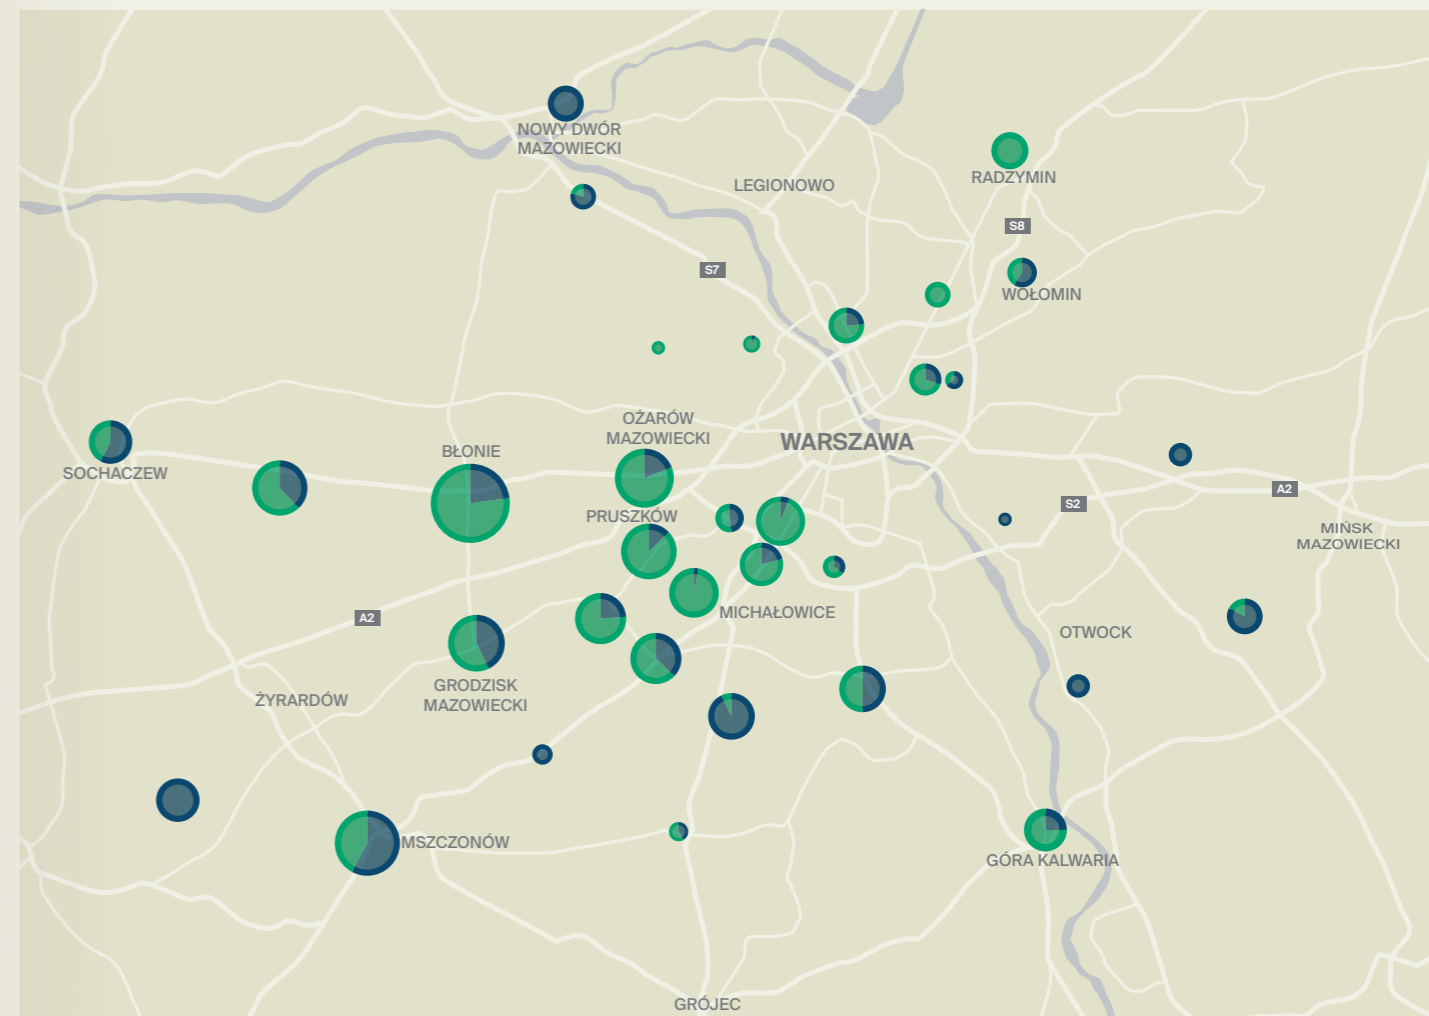 NOWY DWÓR
MAZOWIECKI
LEGIONOWO
RADZYMIN
S8
S7
WOŁOMIN
OŻARÓW
MAZOWIECKI
WARSZAWA
BŁONIE
SOCHACZEW
A2
S2
PRUSZKÓW
MIŃSK
MAZOWIECKI
A2
MICHAŁOWICE
OTWOCK
GRODZISK
MAZOWIECKI
ŻYRARDÓW
MSZCZONÓW
GÓRA KALWARIA
GRÓJEC